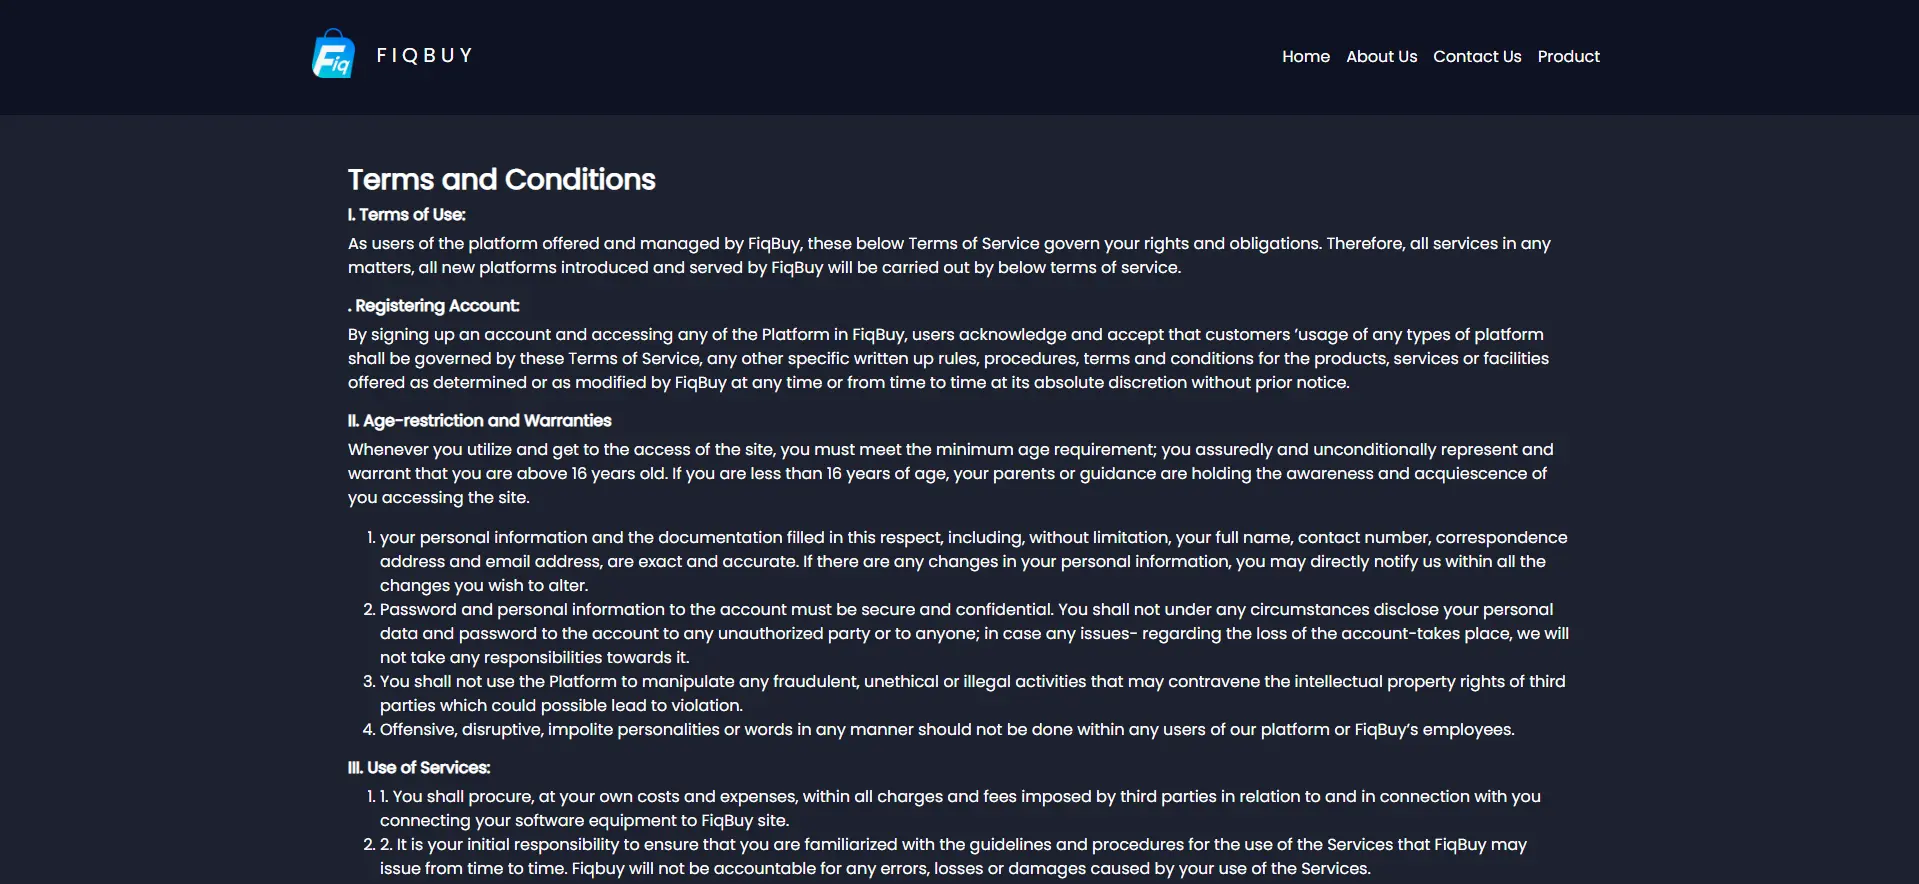 Fiq
FIQBUY
Home About Us Contact Us Product
Terms and Conditions
I. Terms of Use:
As users of the platform offered and managed by FiqBuy, these below Terms of Service govern your rights and obligations. Therefore, all services in any
matters, all new platforms introduced and served by FiqBuy will be carried out by below terms of service.
. Registering Account:
By signing up an account and accessing any of the Platform in FiqBuy, users acknowledge and accept that customers ‘usage of any types of platform
shall be governed by these Terms of Service, any other specific written up rules, procedures, terms and conditions for the products, services or facilities
offered as determined or as modified by FiqBuy at any time or from time to time at its absolute discretion without prior notice.
II. Age-restriction and Warranties
Whenever you utilize and get to the access of the site, you must meet the minimum age requirement; you assuredly and unconditionally represent and
warrant that you are above 16 years old. If you are less than 16 years of age, your parents or guidance are holding the awareness and acquiescence of
you accessing the site.
1. your personal information and the documentation filled in this respect, including, without limitation, your full name, contact number, correspondence
address and email address, are exact and accurate. If there are any changes in your personal information, you may directly notify us within all the
changes you wish to alter.
2. Password and personal information to the account must be secure and confidential. You shall not under any circumstances disclose your personal
data and password to the account to any unauthorized party or to anyone; in case any issues- regarding the loss of the account-takes place, we will
not take any responsibilities towards it.
3. You shall not use the Platform to manipulate any fraudulent, unethical or illegal activities that may contravene the intellectual property rights of third
parties which could possible lead to violation.
4. Offensive, disruptive, impolite personalities or words in any manner should not be done within any users of our platform or FiqBuy’s employees.
III. Use of Services:
1. 1. You shall procure, at your own costs and expenses, within all charges and fees imposed by third parties in relation to and in connection with you
connecting your software equipment to FiqBuy site.
2. 2. It is your initial responsibility to ensure that you are familiarized with the guidelines and procedures for the use of the Services that FiqBuy may
issue from time to time. Fiqbuy will not be accountable for any errors, losses or damages caused by your use of the Services.